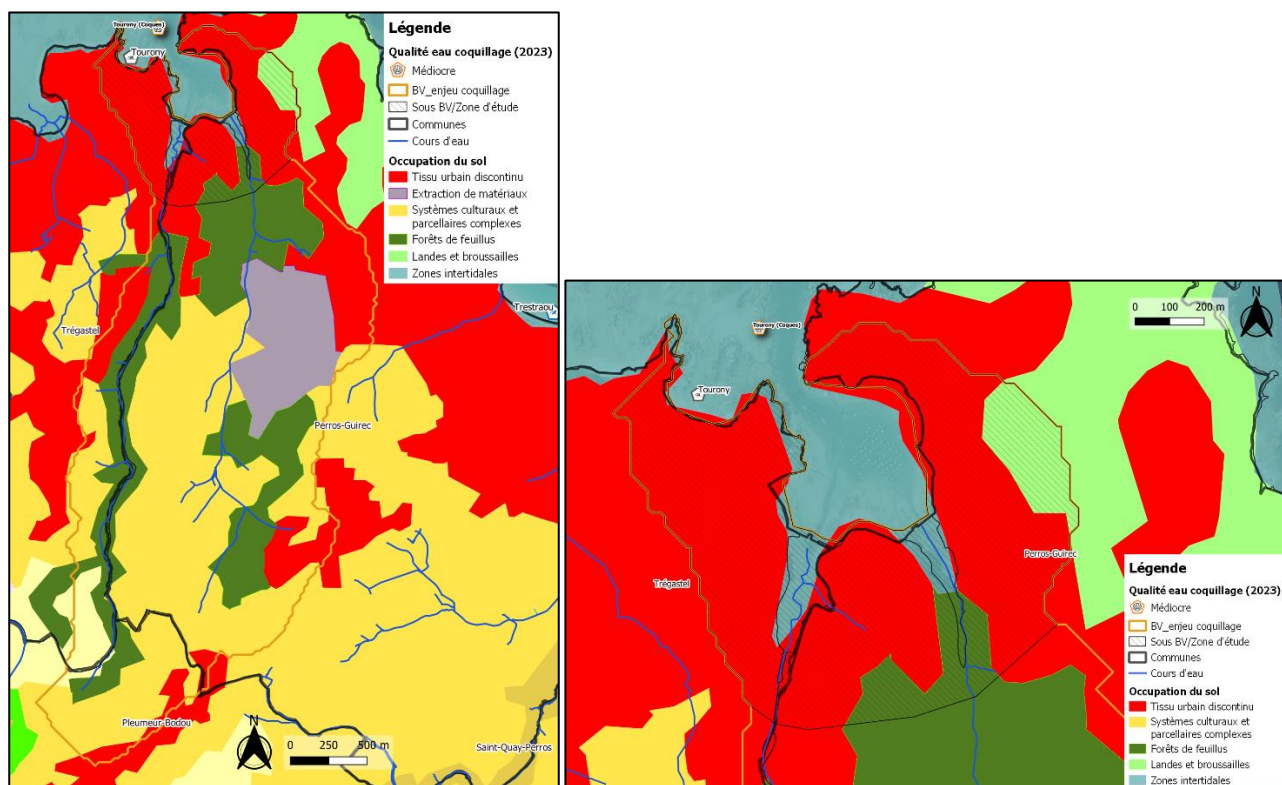 Tourony (Coques)
Tourony
Trégastel
Trestraou
Perros-Guirec
Pleumeur-Bodou
Saint-Quay-Perros
N
0 250 500 m
Légende
Qualité eau coquillage (2023)
Médiocre
BV_enjeu coquillage
Sous BV/Zone d'étude
Communes
Cours d'eau
Occupation du sol
Tissu urbain discontinu
Extraction de matériaux
Systèmes culturaux et
parcellaires complexes
Forêts de feuillus
Landes et broussailles
Zones intertidales
0 100 200 m
N
Tourony (Coques)
Tourony
Perros-Guirec
Trégastel
Légende
Qualité eau coquillage (2023)
Médiocre
BV_enjeu coquillage
Sous BV/Zone d'étude
Communes
Cours d'eau
Occupation du sol
Tissu urbain discontinu
Systèmes culturaux et
parcellaires complexes
Forêts de feuillus
Landes et broussailles
Zones intertidales